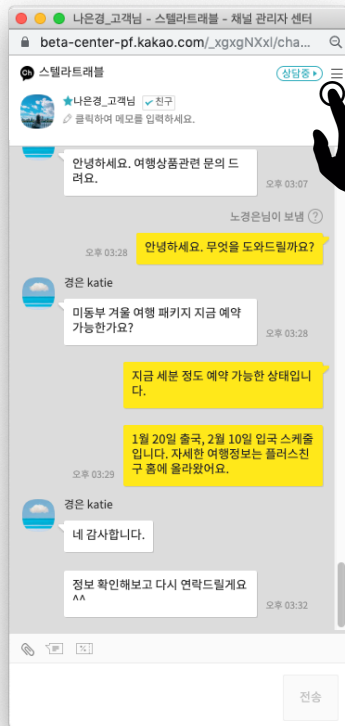 나은경_고객님 - 스텔라트래블 - 채널 관리자 센터
beta-center-pf.kakao.com/_xgxgNXxl/cha...
스텔라트래블
상담중
★나은경_고객님 친구
클릭하여 메모를 입력하세요.
안녕하세요. 여행상품관련 문의 드
려요.
오후 03:07
노경은님이 보냄 ?
안녕하세요. 무엇을 도와드릴까요?
오후 03:28
경은 katie
미동부 겨울 여행 패키지 지금 예약
가능한가요?
오후 03:28
지금 세분 정도 예약 가능한 상태입니
다.
1월 20일 출국, 2월 10일 입국 스케줄
입니다. 자세한 여행정보는 플러스친
구 홈에 올라왔어요.
오후 03:29
경은 katie
네 감사합니다.
정보 확인해보고 다시 연락드릴게요
^^
오후 03:32
전송